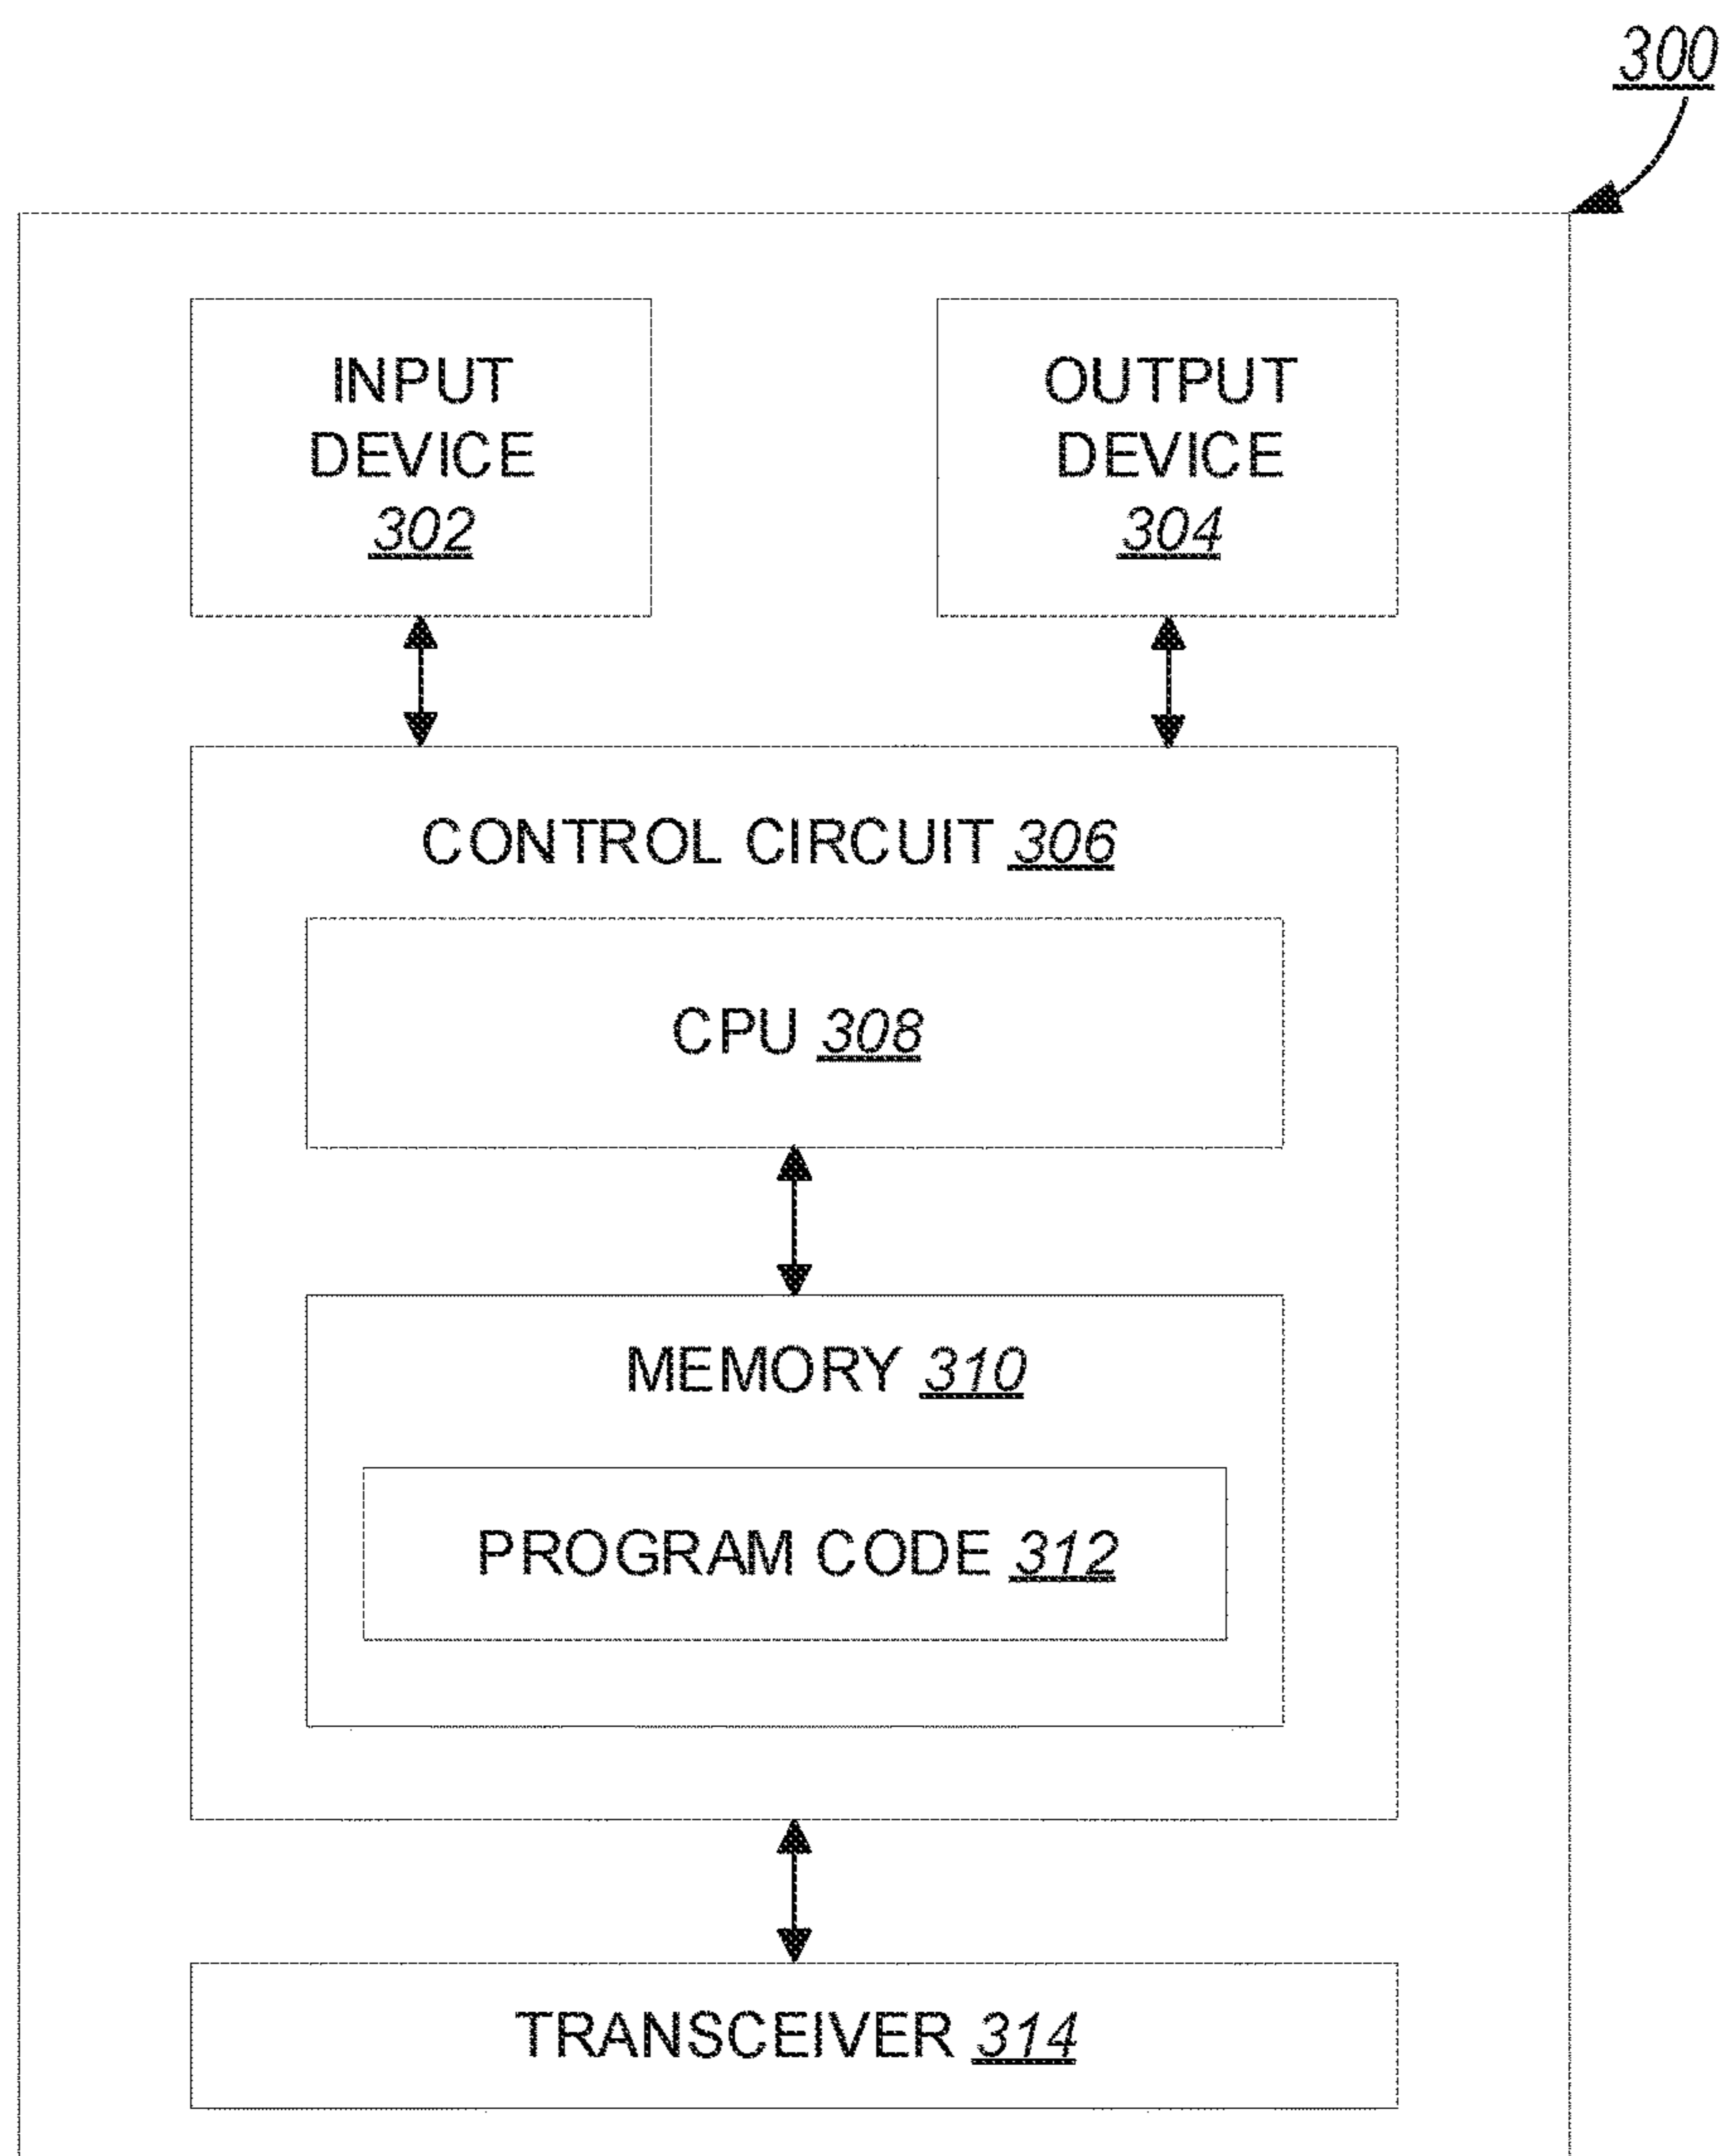 300
INPUT
DEVICE
302
OUTPUT
DEVICE
304
CONTROL CIRCUIT 306
CPU 308
MEMORY 310
PROGRAM CODE 312
TRANSCEIVER 314